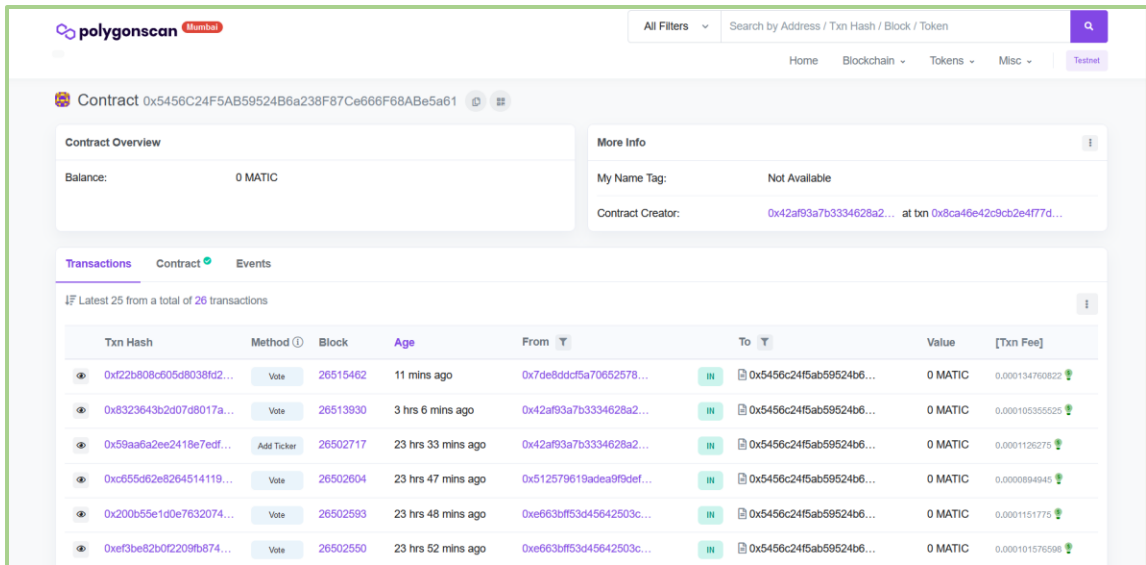 polygonscan Mumbai
All Filters Search by Address / Txn Hash / Block / Token
Home Blockchain Tokens Misc Testnet
Contract 0x5456C24F5AB59524B6a238F87Ce666F68ABe5a61
Contract Overview
Balance: 0 MATIC
More Info
My Name Tag: Not Available
Contract Creator: 0x42af93a7b3334628a2... at txn 0x8ca46e42c9cb2e4f77d...
Transactions Contract Events
Latest 25 from a total of 26 transactions
Txn Hash Method Block Age From To Value [Txn Fee]
0xf22b808c605d8038fd2... Vote 26515462 11 mins ago 0x7de8ddcf5a70652578... IN 0x5456c24f5ab59524b6... 0 MATIC 0.000134760822
0x8323643b2d07d8017a... Vote 26513930 3 hrs 6 mins ago 0x42af93a7b3334628a2... IN 0x5456c24f5ab59524b6... 0 MATIC 0.000105355525
0x59aa6a2ee2418e7edf... Add Ticker 26502717 23 hrs 33 mins ago 0x42af93a7b3334628a2... IN 0x5456c24f5ab59524b6... 0 MATIC 0.0001126275
0xc655d62e8264514119... Vote 26502604 23 hrs 47 mins ago 0x512579619adea9f9def... IN 0x5456c24f5ab59524b6... 0 MATIC 0.0000894945
0x200b55e1d0e7632074... Vote 26502593 23 hrs 48 mins ago 0xe663bff53d45642503c... IN 0x5456c24f5ab59524b6... 0 MATIC 0.0001151775
0xef3be82b0f2209fb874... Vote 26502550 23 hrs 52 mins ago 0xe663bff53d45642503c... IN 0x5456c24f5ab59524b6... 0 MATIC 0.000101576598